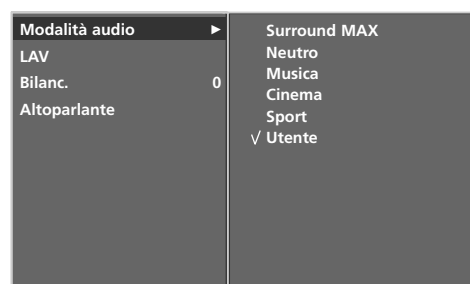 Modalità audio ►
LAV
Bilanc. 0
Altoparlante
Surround MAX
Neutro
Musica
Cinema
Sport
√ Utente